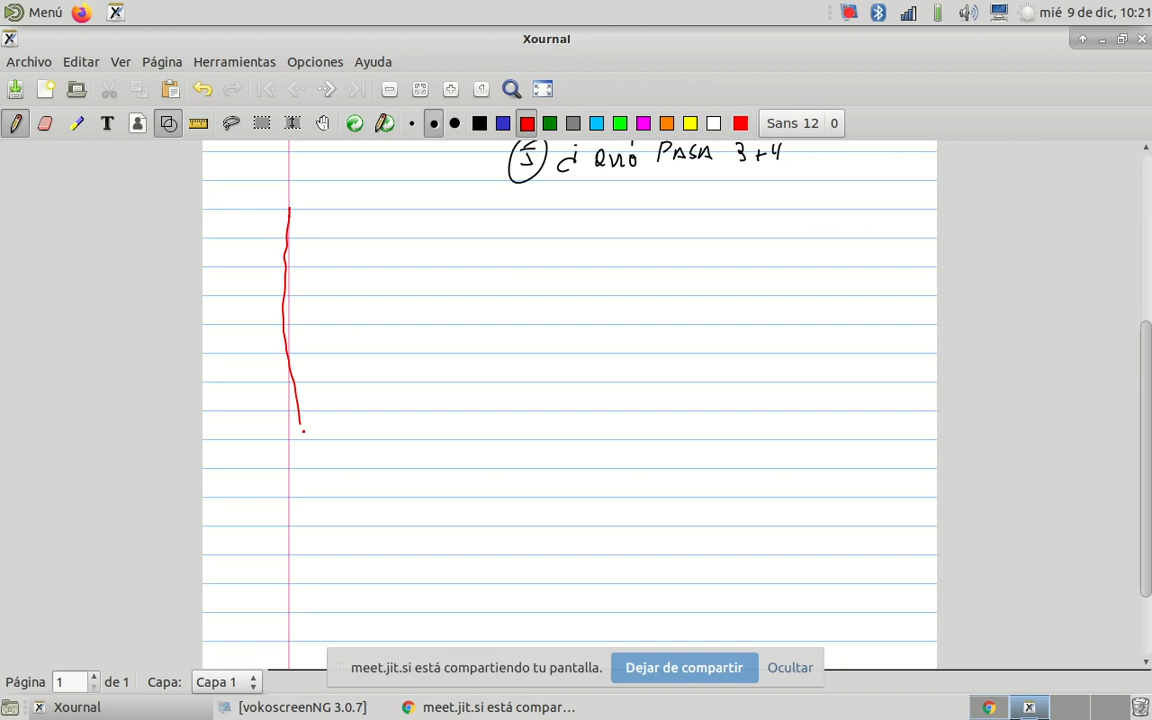 Menú
mié 9 de dic, 10:21
Xournal
Archivo Editar Ver Página Herramientas Opciones Ayuda
Sans 12 0
5 ¿ QUÉ PASA 3+4
meet.jit.si está compartiendo tu pantalla. Dejar de compartir Ocultar
Página 1 de 1 Capa: Capa 1
Xournal [vokoscreenNG 3.0.7] meet.jit.si está compar...